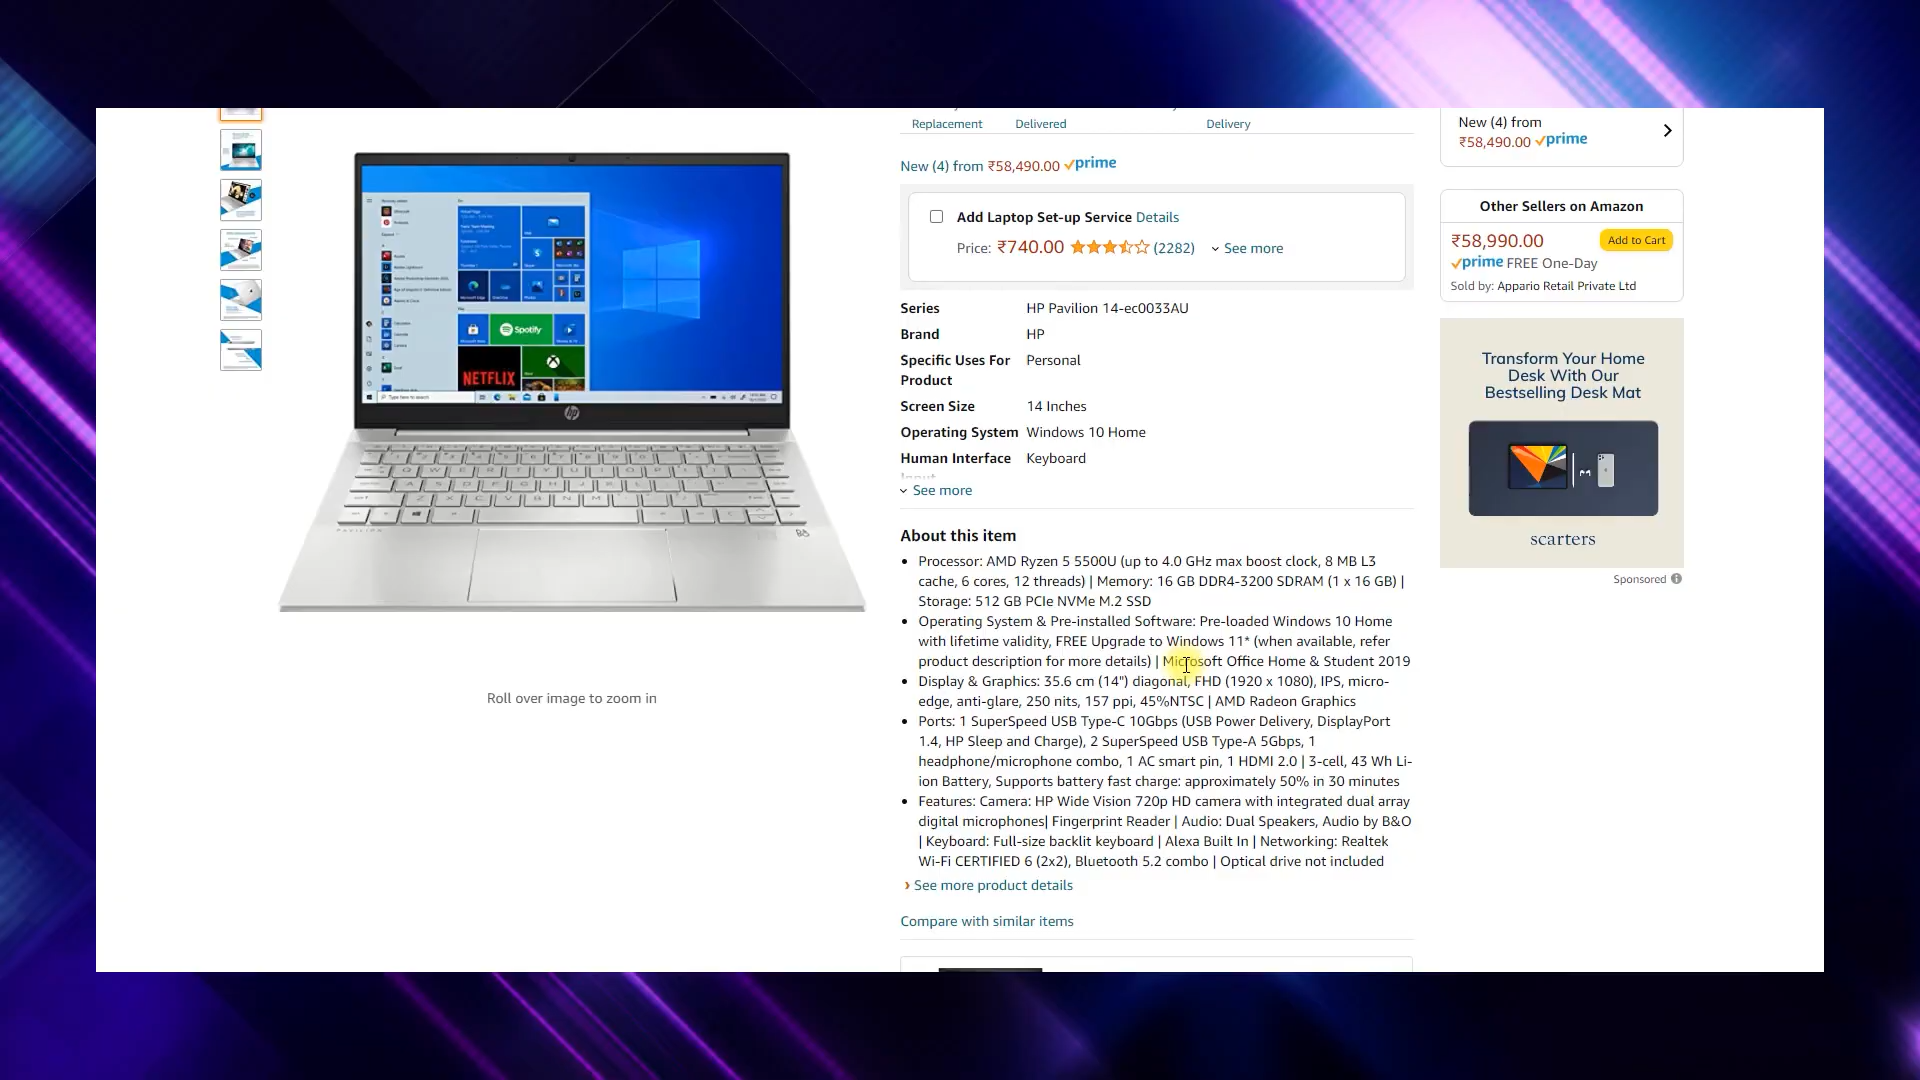 Replacement
Delivered
Delivery
New (4) from ₹58,490.00 prime
Add Laptop Set-up Service Details
Price: ₹740.00 (2282) See more
Series HP Pavilion 14-ec0033AU
Brand HP
Specific Uses For Product Personal
Screen Size 14 Inches
Operating System Windows 10 Home
Human Interface Keyboard
See more
About this item
Processor: AMD Ryzen 5 5500U (up to 4.0 GHz max boost clock, 8 MB L3
cache, 6 cores, 12 threads) | Memory: 16 GB DDR4-3200 SDRAM (1 x 16 GB) |
Storage: 512 GB PCIe NVMe M.2 SSD
Operating System & Pre-installed Software: Pre-loaded Windows 10 Home
with lifetime validity, FREE Upgrade to Windows 11* (when available, refer
product description for more details) | Microsoft Office Home & Student 2019
Display & Graphics: 35.6 cm (14") diagonal, FHD (1920 x 1080), IPS, micro-
edge, anti-glare, 250 nits, 157 ppi, 45%NTSC | AMD Radeon Graphics
Ports: 1 SuperSpeed USB Type-C 10Gbps (USB Power Delivery, DisplayPort
1.4, HP Sleep and Charge), 2 SuperSpeed USB Type-A 5Gbps, 1
headphone/microphone combo, 1 AC smart pin, 1 HDMI 2.0 | 3-cell, 43 Wh Li-
ion Battery, Supports battery fast charge: approximately 50% in 30 minutes
Features: Camera: HP Wide Vision 720p HD camera with integrated dual array
digital microphones| Fingerprint Reader | Audio: Dual Speakers, Audio by B&O
| Keyboard: Full-size backlit keyboard | Alexa Built In | Networking: Realtek
Wi-Fi CERTIFIED 6 (2x2), Bluetooth 5.2 combo | Optical drive not included
› See more product details
Compare with similar items
New (4) from
₹58,490.00 prime
Other Sellers on Amazon
₹58,990.00 Add to Cart
prime FREE One-Day
Sold by: Appario Retail Private Ltd
Transform Your Home
Desk With Our
Bestselling Desk Mat
scarters
Sponsored
Spotify
NETFLIX
hp
Roll over image to zoom in